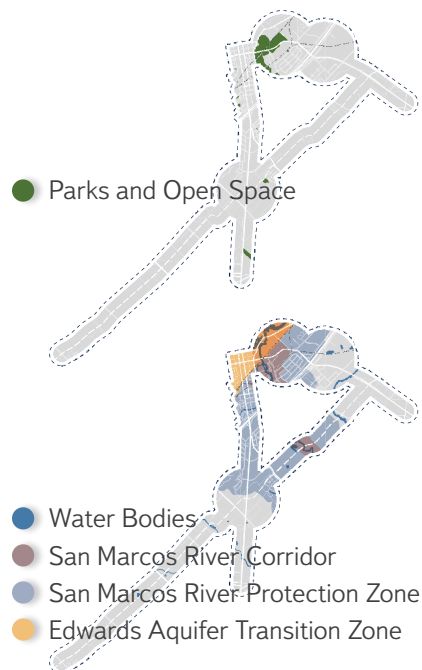 Parks and Open Space
Water Bodies
San Marcos River Corridor
San Marcos River Protection Zone
Edwards Aquifer Transition Zone